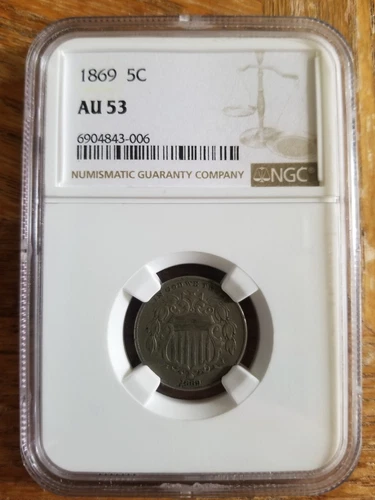 1869 5C
AU 53
6904843-006
NUMISMATIC GUARANTY COMPANY
NGC